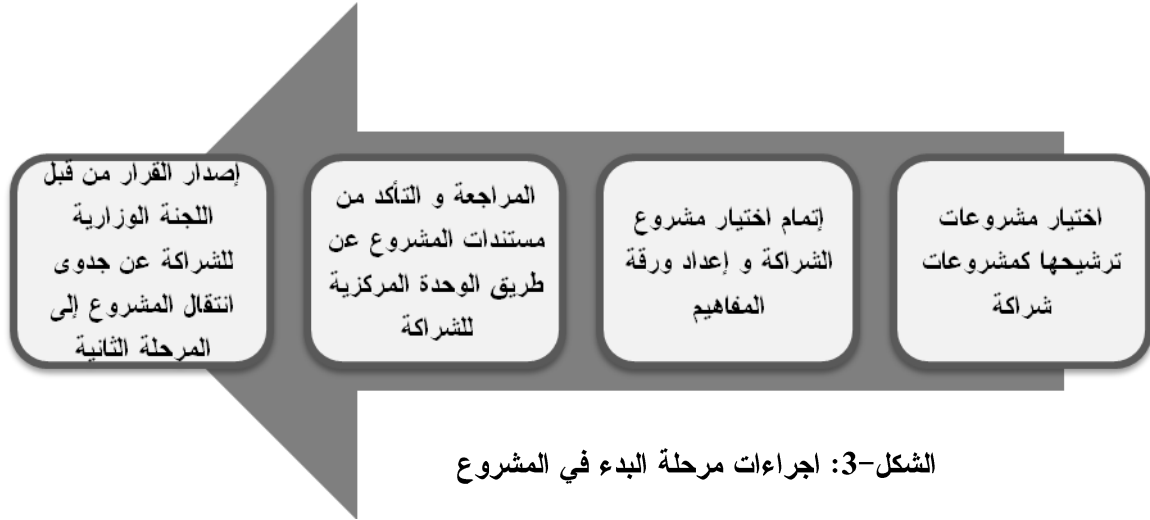 اختيار مشروعات
ترشيحها كمشروعات
شراكة
إتمام اختيار مشروع
الشراكة و إعداد ورقة
المفاهيم
المراجعة و التأكد من
مستندات المشروع عن
طريق الوحدة المركزية
للشراكة
إصدار القرار من قبل
اللجنة الوزارية
للشراكة عن جدوى
انتقال المشروع إلى
المرحلة الثانية
الشكل-3: اجراءات مرحلة البدء في المشروع